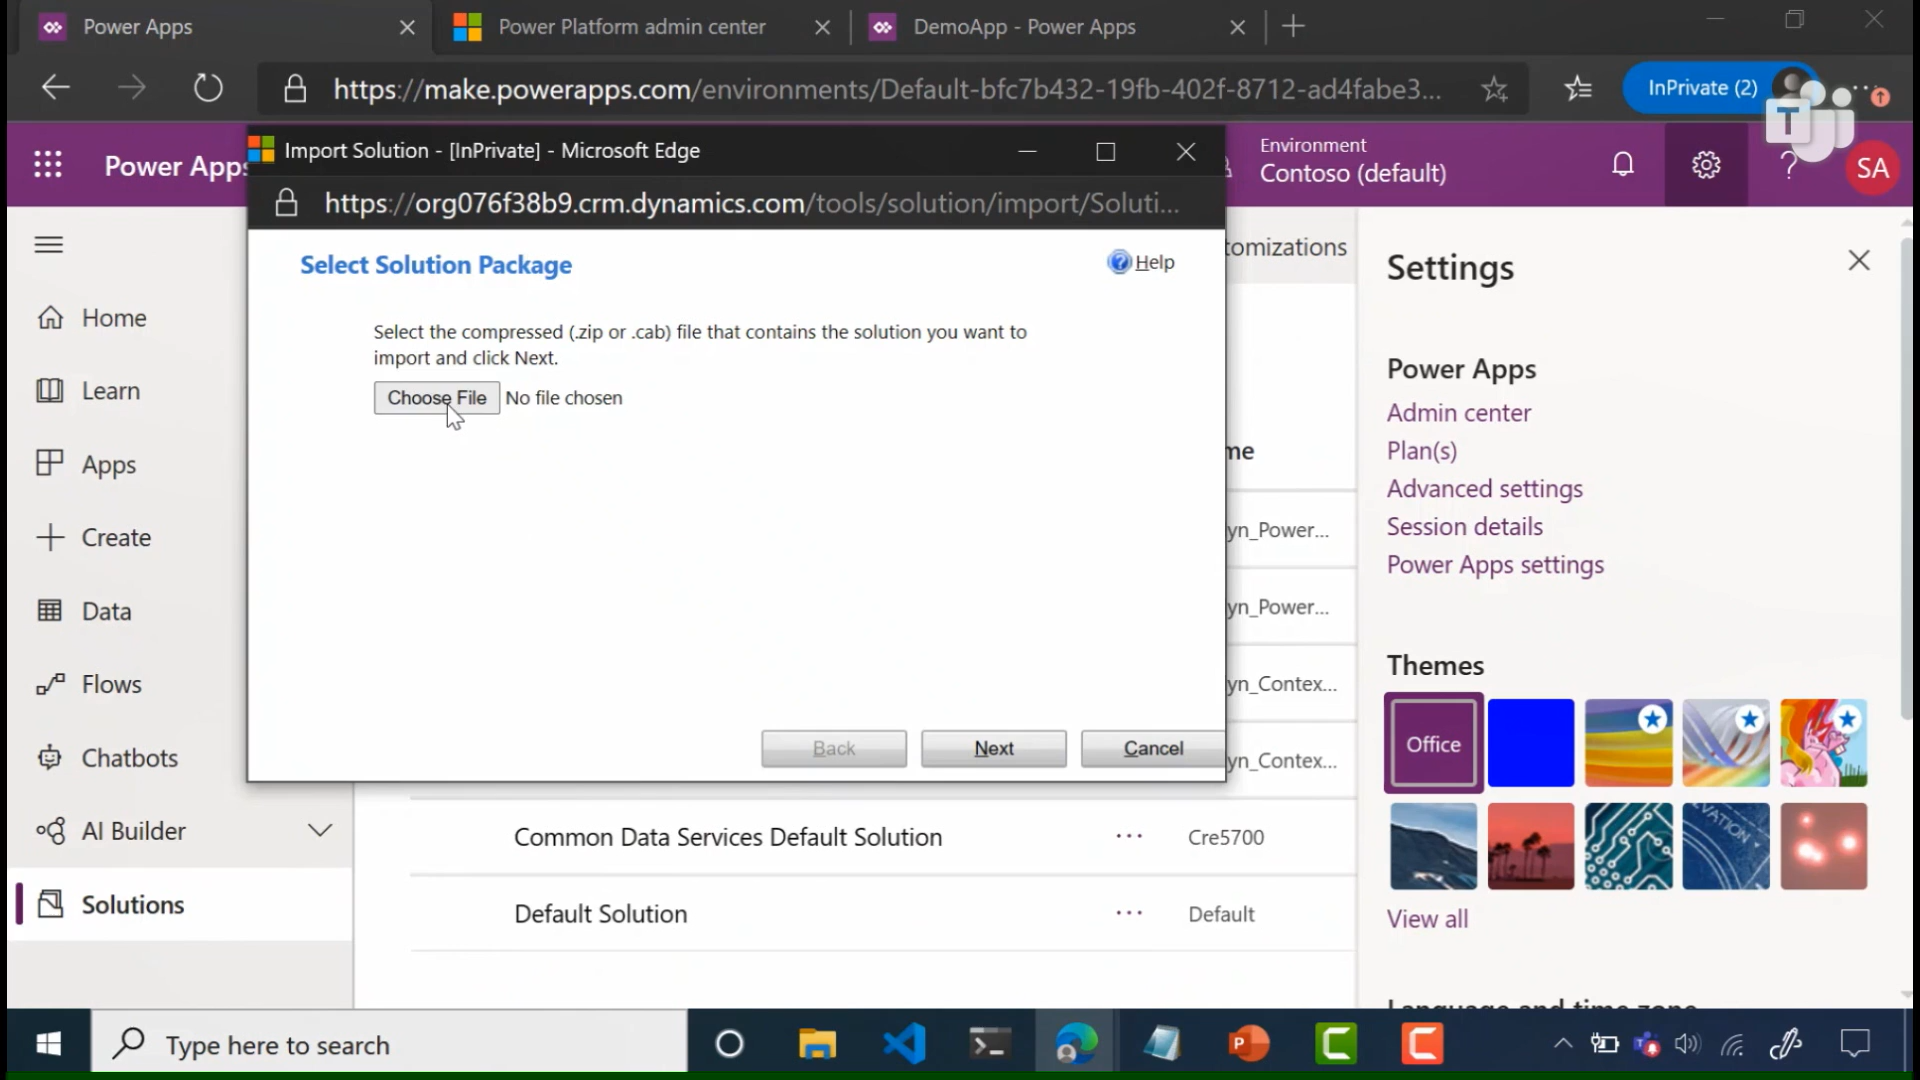 Power Apps
Power Platform admin center
DemoApp - Power Apps
https://make.powerapps.com/environments/Default-bfc7b432-19fb-402f-8712-ad4fabe3...
InPrivate (2)
T
Power Apps
Import Solution - [InPrivate] - Microsoft Edge
https://org076f38b9.crm.dynamics.com/tools/solution/import/Soluti...
Environment
Contoso (default)
?
SA
Select Solution Package
Help
Select the compressed (.zip or .cab) file that contains the solution you want to
import and click Next.
Choose File No file chosen
Back
Next
Cancel
Home
Learn
Apps
Create
Data
Flows
Chatbots
AI Builder
Solutions
tomizations
me
yn_Power...
yn_Power...
yn_Contex...
yn_Contex...
Common Data Services Default Solution ... Cre5700
Default Solution ... Default
Settings
Power Apps
Admin center
Plan(s)
Advanced settings
Session details
Power Apps settings
Themes
Office
View all
Language and time zone
Type here to search